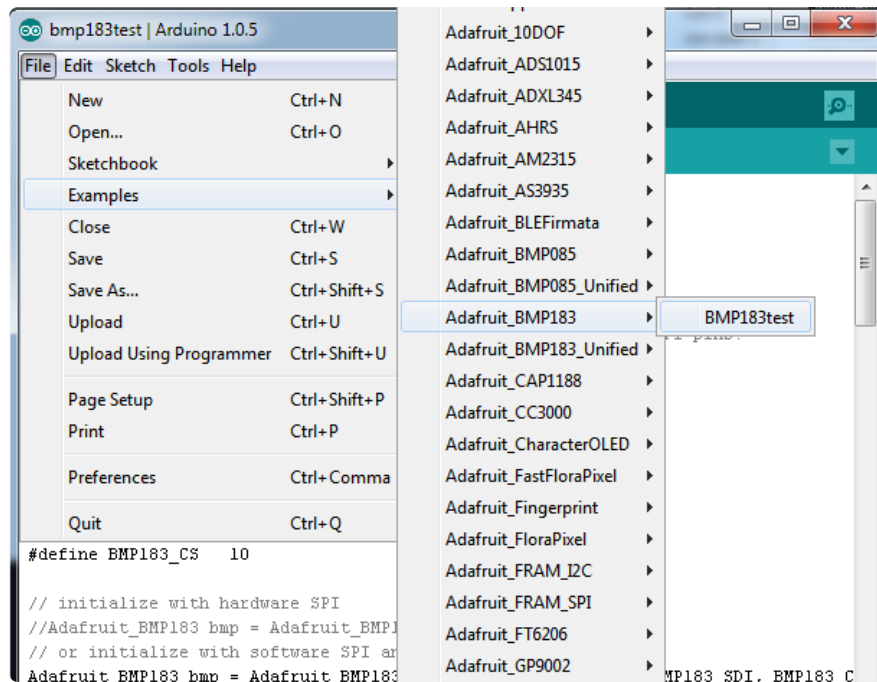 bmp183test | Arduino 1.0.5
File Edit Sketch Tools Help
New Ctrl+N
Open... Ctrl+O
Sketchbook
Examples
Close Ctrl+W
Save Ctrl+S
Save As... Ctrl+Shift+S
Upload Ctrl+U
Upload Using Programmer Ctrl+Shift+U
Page Setup Ctrl+Shift+P
Print Ctrl+P
Preferences Ctrl+Comma
Quit Ctrl+Q
Adafruit_10DOF
Adafruit_ADS1015
Adafruit_ADXL345
Adafruit_AHRS
Adafruit_AM2315
Adafruit_AS3935
Adafruit_BLEFirmata
Adafruit_BMP085
Adafruit_BMP085_Unified
Adafruit_BMP183
Adafruit_BMP183_Unified
Adafruit_CAP1188
Adafruit_CC3000
Adafruit_CharacterOLED
Adafruit_FastFloraPixel
Adafruit_Fingerprint
Adafruit_FloraPixel
Adafruit_FRAM_I2C
Adafruit_FRAM_SPI
Adafruit_FT6206
Adafruit_GP9002
BMP183test
#define BMP183_CS 10
// initialize with hardware SPI
//Adafruit_BMP183 bmp = Adafruit_BMP1
// or initialize with software SPI an
Adafruit_BMP183 bmp = Adafruit_BMP183 MP183_SDI, BMP183_C